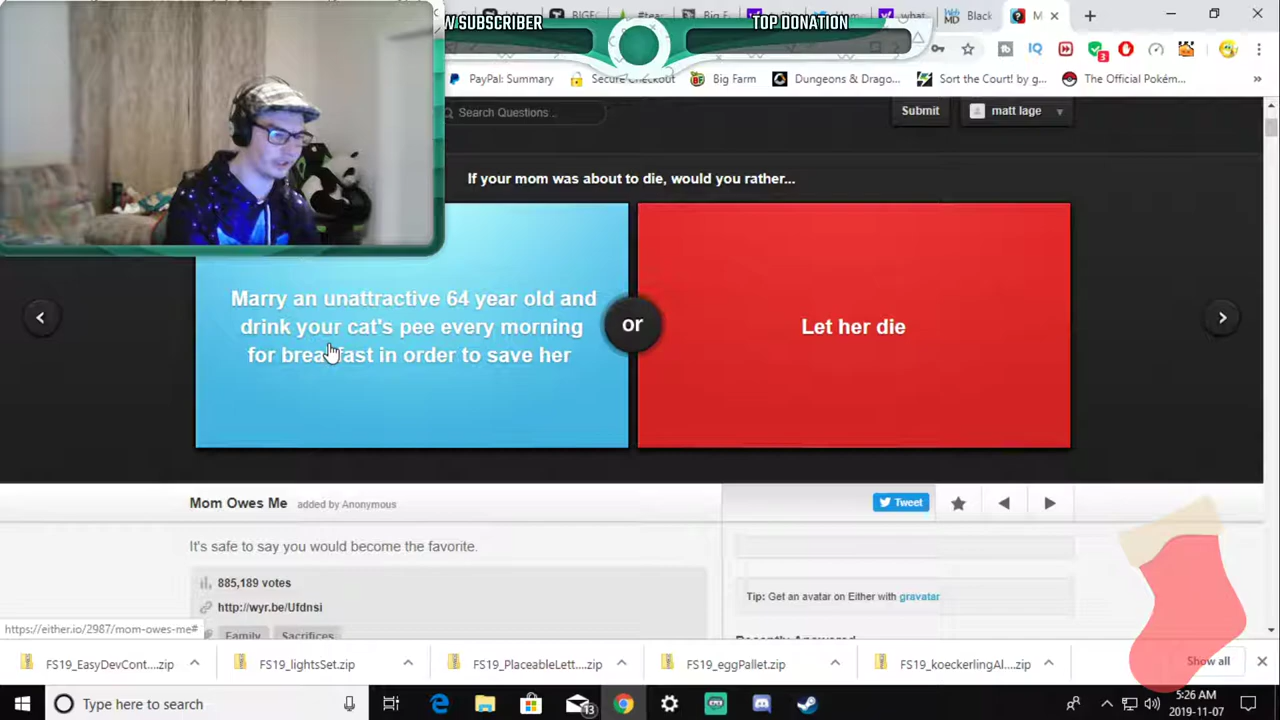 W SUBSCRIBER
TOP DONATION
what
Black
M
PayPal: Summary
Secure Checkout
Big Farm
Dungeons & Drago...
Sort the Court! by g...
The Official Pokém...
Search Questions ..
Submit
matt lage
If your mom was about to die, would you rather...
Marry an unattractive 64 year old and
drink your cat's pee every morning
for breakfast in order to save her
or
Let her die
Mom Owes Me added by Anonymous
Tweet
It's safe to say you would become the favorite.
885,189 votes
http://wyr.be/Ufdnsi
Tip: Get an avatar on Either with gravatar
Family Sacrifices
Recently Answered
https://either.io/2987/mom-owes-me#
FS19_EasyDevCont....zip
FS19_lightsSet.zip
FS19_PlaceableLett....zip
FS19_eggPallet.zip
FS19_koeckerlingAl....zip
Show all
Type here to search
13
5:26 AM
2019-11-07